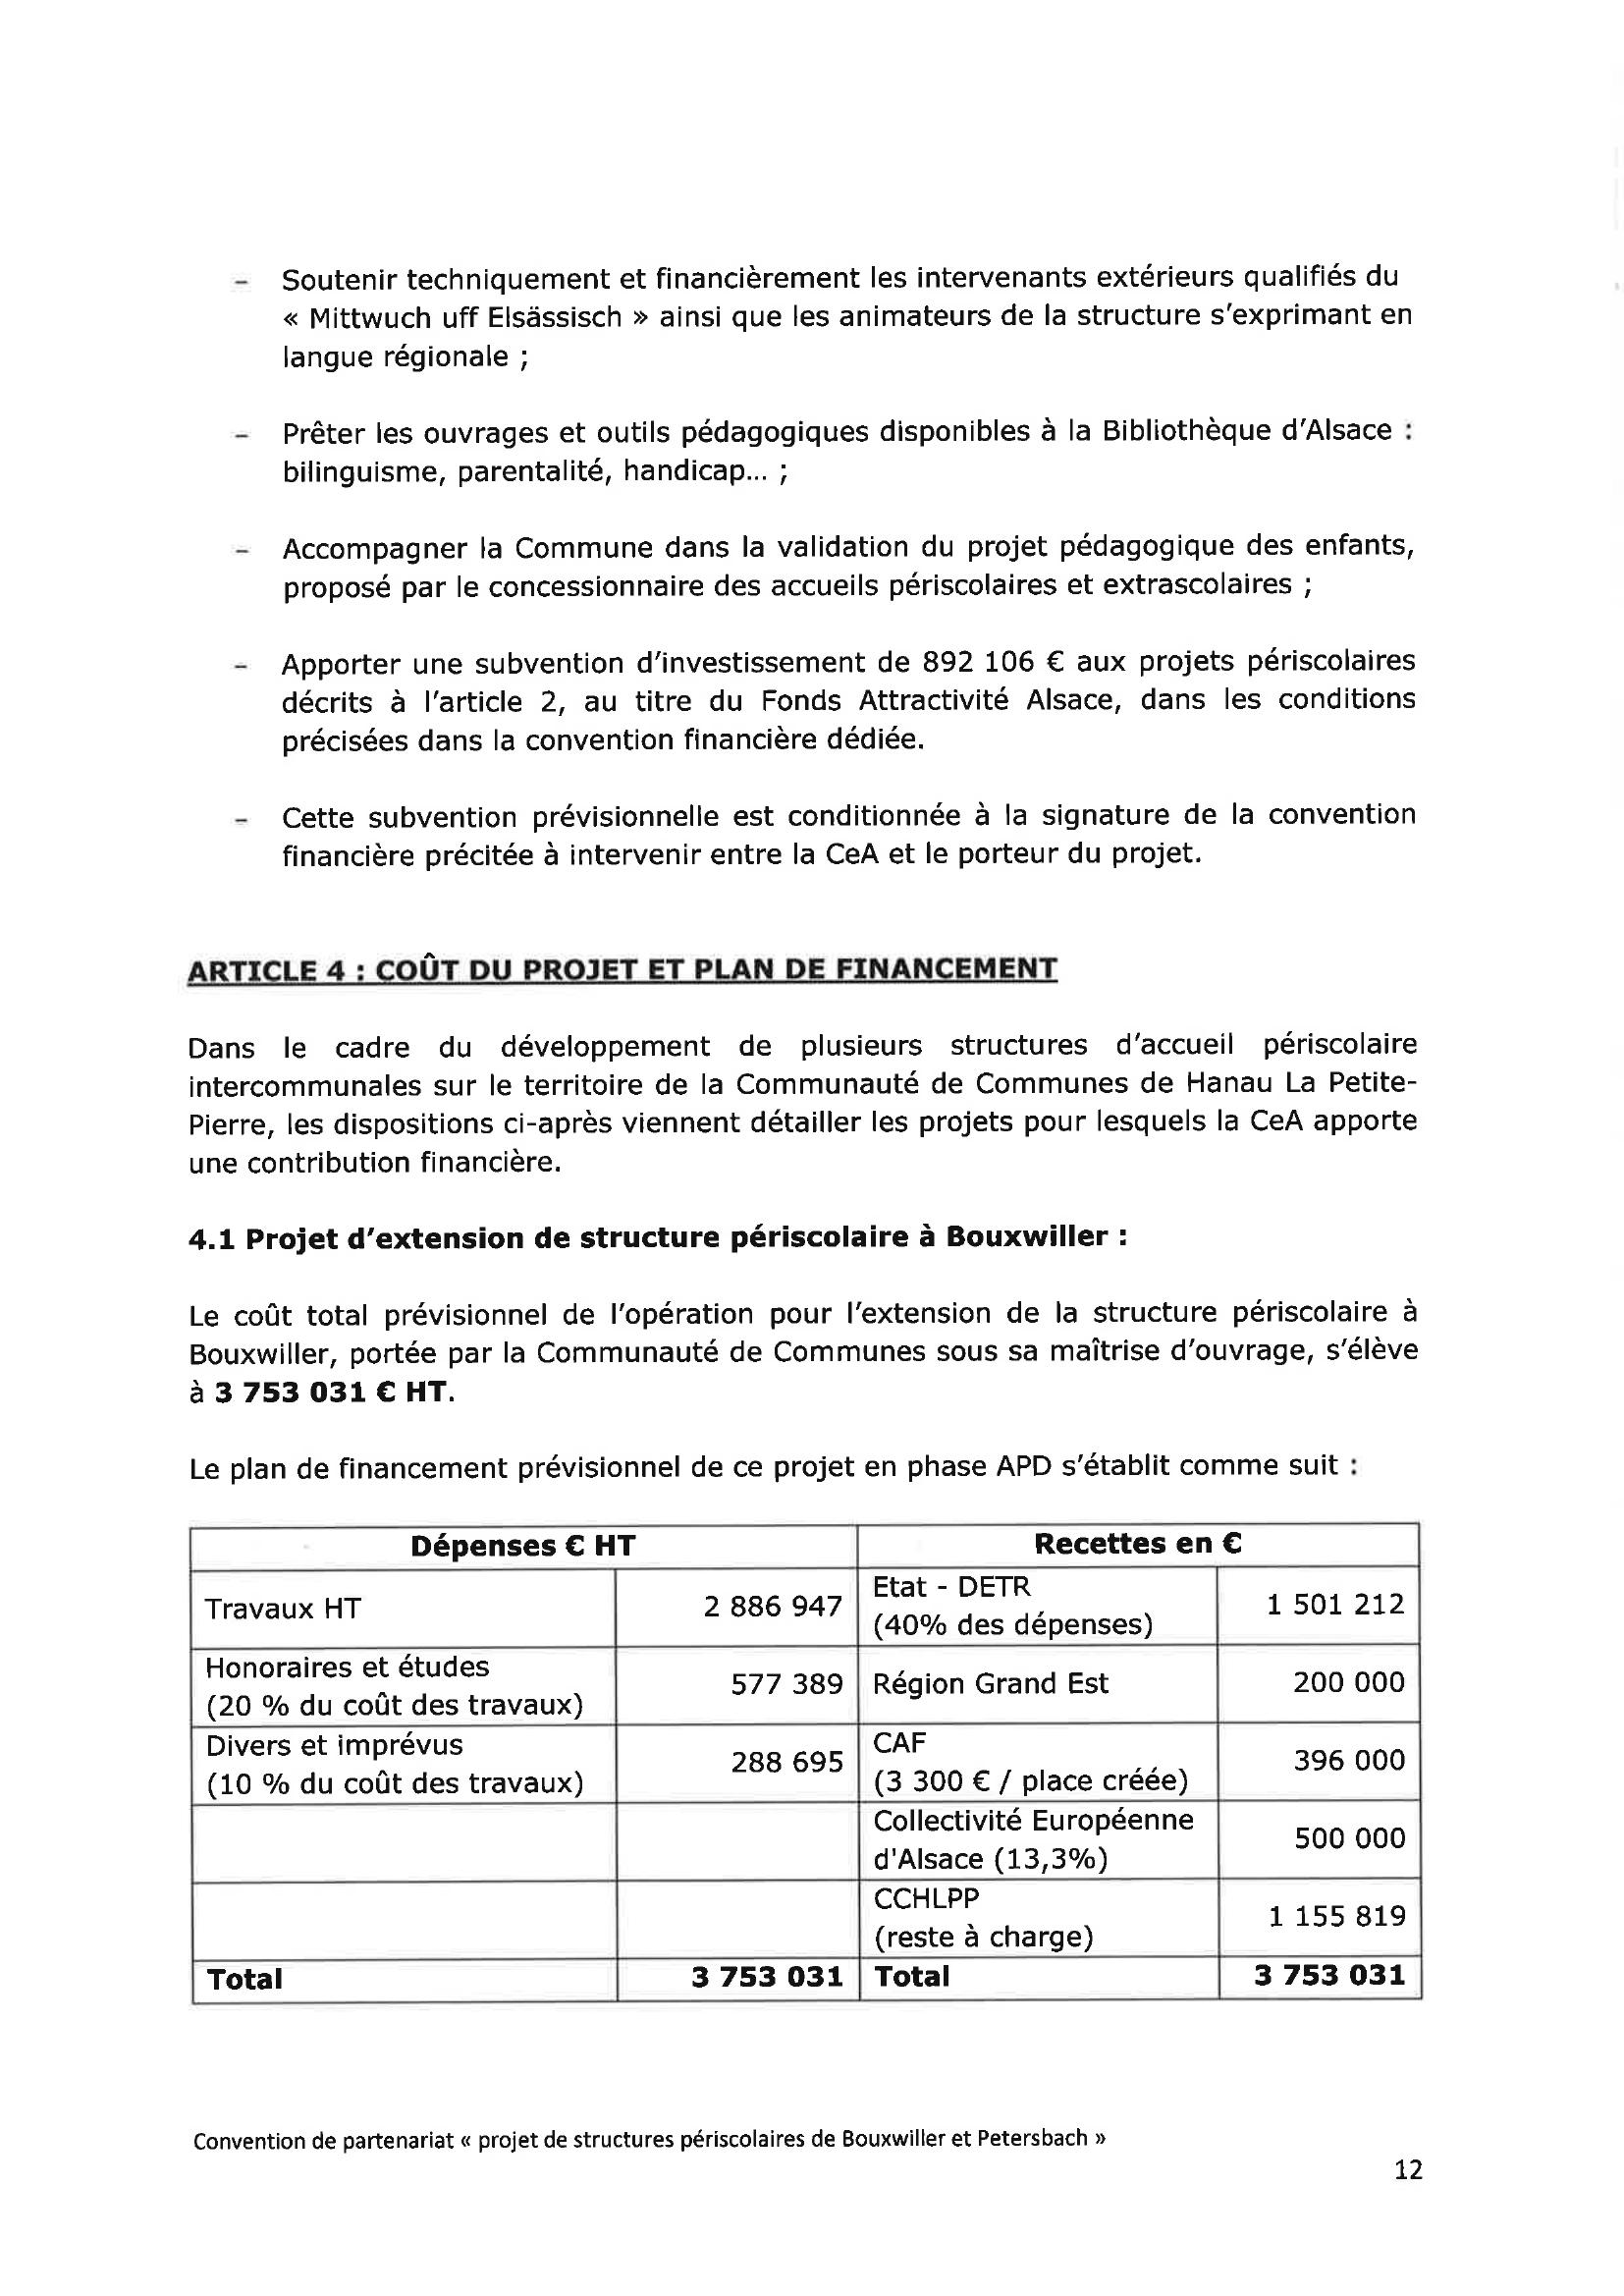 - Soutenir techniquement et financièrement les intervenants extérieurs qualifiés du
« Mittwuch uff Elsässisch » ainsi que les animateurs de la structure s'exprimant en
langue régionale ;
- Prêter les ouvrages et outils pédagogiques disponibles à la Bibliothèque d'Alsace :
bilinguisme, parentalité, handicap... ;
- Accompagner la Commune dans la validation du projet pédagogique des enfants,
proposé par le concessionnaire des accueils périscolaires et extrascolaires ;
- Apporter une subvention d'investissement de 892 106 € aux projets périscolaires
décrits à l'article 2, au titre du Fonds Attractivité Alsace, dans les conditions
précisées dans la convention financière dédiée.
- Cette subvention prévisionnelle est conditionnée à la signature de la convention
financière précitée à intervenir entre la CeA et le porteur du projet.
ARTICLE 4 : COÛT DU PROJET ET PLAN DE FINANCEMENT
Dans le cadre du développement de plusieurs structures d'accueil périscolaire
intercommunales sur le territoire de la Communauté de Communes de Hanau La Petite-
Pierre, les dispositions ci-après viennent détailler les projets pour lesquels la CeA apporte
une contribution financière.
4.1 Projet d'extension de structure périscolaire à Bouxwiller :
Le coût total prévisionnel de l'opération pour l'extension de la structure périscolaire à
Bouxwiller, portée par la Communauté de Communes sous sa maîtrise d'ouvrage, s'élève
à 3 753 031 € HT.
Le plan de financement prévisionnel de ce projet en phase APD s'établit comme suit :
Dépenses € HT Recettes en €
Travaux HT 2 886 947 Etat - DETR
(40% des dépenses) 1 501 212
Honoraires et études
(20 % du coût des travaux) 577 389 Région Grand Est 200 000
Divers et imprévus
(10 % du coût des travaux) 288 695 CAF
(3 300 € / place créée) 396 000
Collectivité Européenne
d'Alsace (13,3%) 500 000
CCHLPP
(reste à charge) 1 155 819
Total 3 753 031 Total 3 753 031
Convention de partenariat « projet de structures périscolaires de Bouxwiller et Petersbach »
12